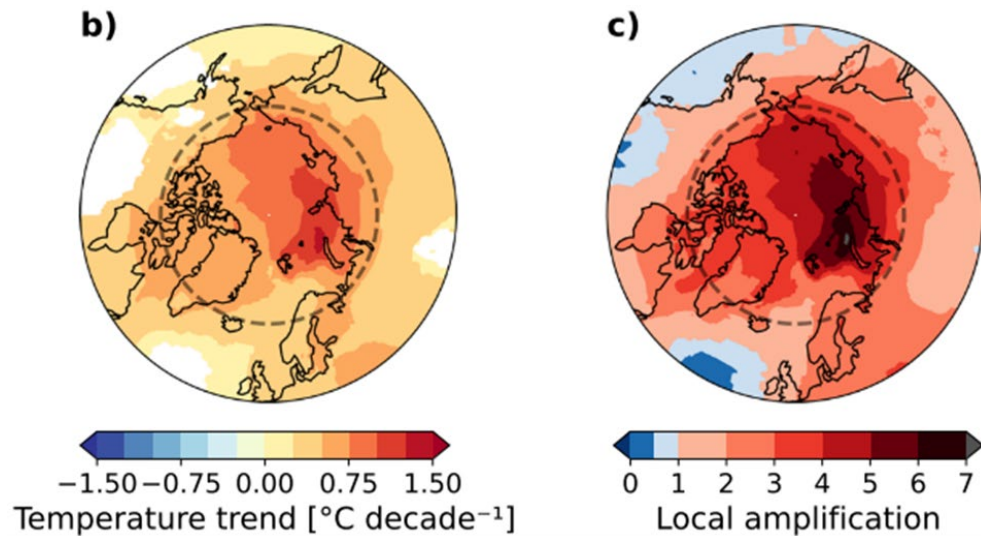 b)
c)
−1.50 −0.75 0.00 0.75 1.50
Temperature trend [°C decade⁻¹]
0 1 2 3 4 5 6 7
Local amplification